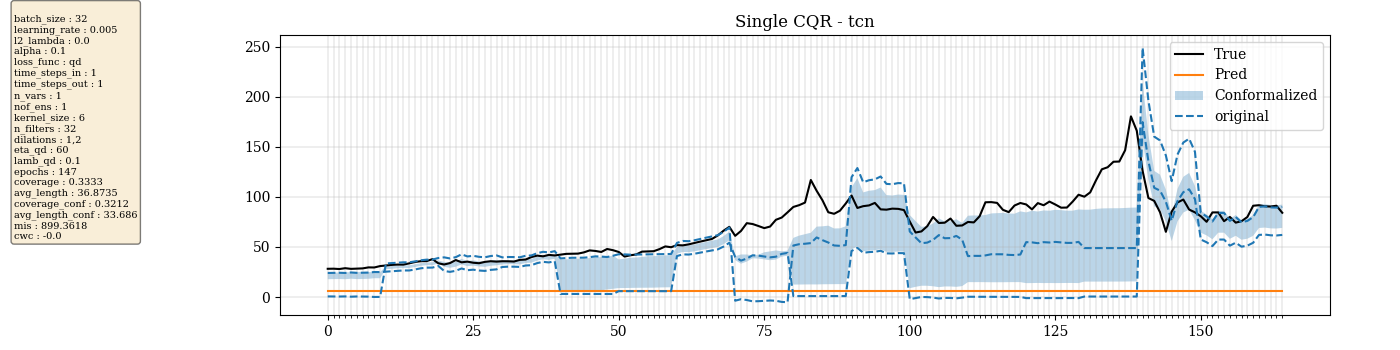 batch_size : 32
learning_rate : 0.005
l2_lambda : 0.0
alpha : 0.1
loss_func : qd
time_steps_in : 1
time_steps_out : 1
n_vars : 1
nof_ens : 1
kernel_size : 6
n_filters : 32
dilations : 1,2
eta_qd : 60
lamb_qd : 0.1
epochs : 147
coverage : 0.3333
avg_length : 36.8735
coverage_conf : 0.3212
avg_length_conf : 33.686
mis : 899.3618
cwc : -0.0
Single CQR - tcn
250
200
150
100
50
0
True
Pred
Conformalized
original
0 25 50 75 100 125 150